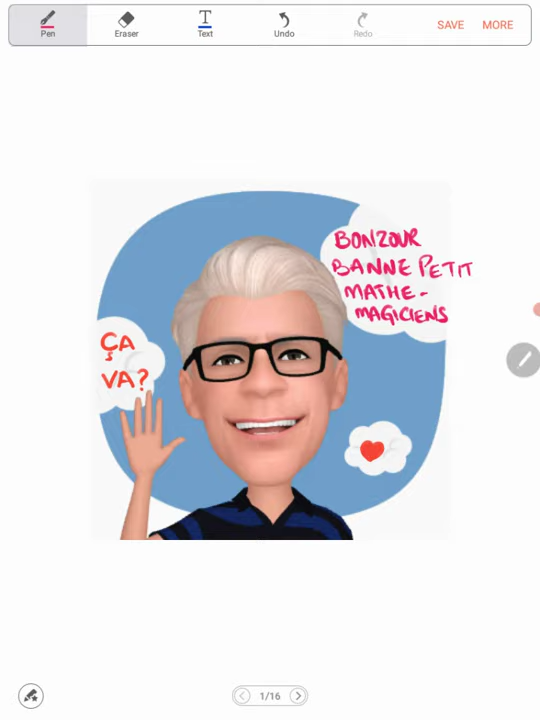 Pen
Eraser
Text
Undo
Redo
SAVE
MORE
BONZOUR
BANNE PETIT
MATHE-
MAGICIENS
ÇA
VA?
1/16